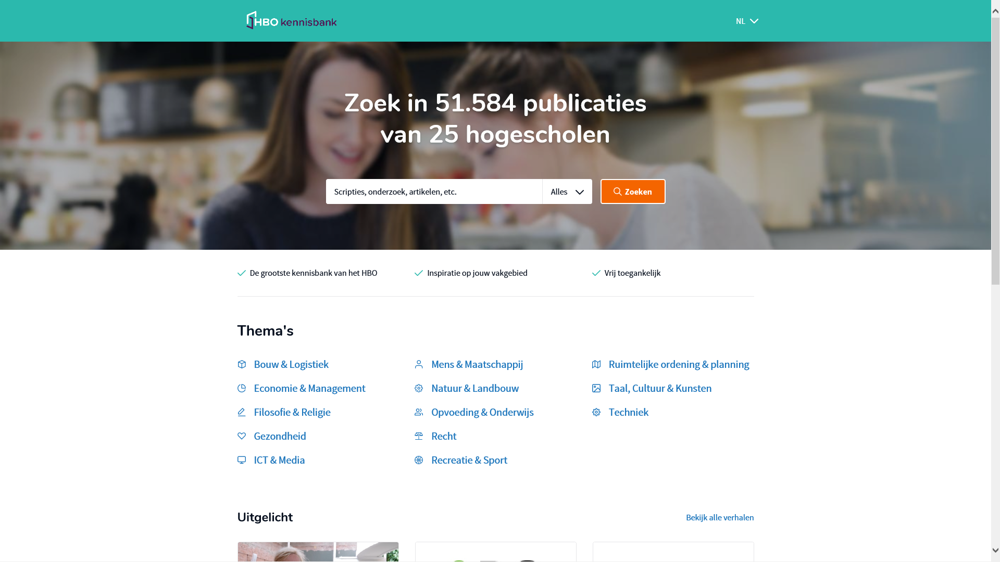 HBO kennisbank
NL
Zoek in 51.584 publicaties
van 25 hogescholen
Scripties, onderzoek, artikelen, etc.
Alles
Zoeken
De grootste kennisbank van het HBO
Inspiratie op jouw vakgebied
Vrij toegankelijk
Thema's
Bouw & Logistiek
Economie & Management
Filosofie & Religie
Gezondheid
ICT & Media
Mens & Maatschappij
Natuur & Landbouw
Opvoeding & Onderwijs
Recht
Recreatie & Sport
Ruimtelijke ordening & planning
Taal, Cultuur & Kunsten
Techniek
Uitgelicht
Bekijk alle verhalen